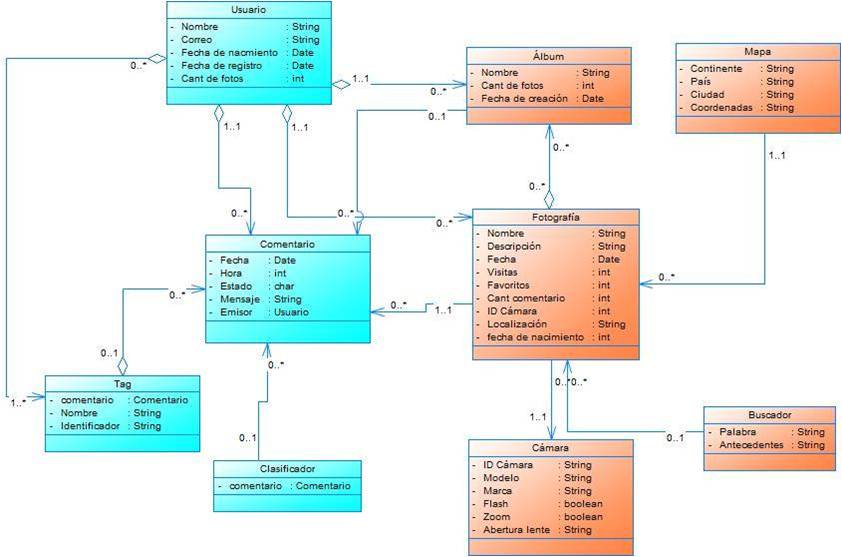 Usuario
- Nombre : String
- Correo : String
- Fecha de nacmiento : Date
- Fecha de registro : Date
- Cant de fotos : int
Álbum
- Nombre : String
- Cant de fotos : int
- Fecha de creación : Date
Mapa
- Continente : String
- País : String
- Ciudad : String
- Coordenadas : String
0..*
1..1
0..*
0..1
1..1
1..1
1..1
0..*
0..*
0..*
0..*
0..*
Comentario
- Fecha : Date
- Hora : int
- Estado : char
- Mensaje : String
- Emisor : Usuario
Fotografía
- Nombre : String
- Descripción : String
- Fecha : Date
- Visitas : int
- Favoritos : int
- Cant comentario : int
- ID Cámara : int
- Localización : String
- fecha de nacimiento : int
0..*
0..*
0..*
1..1
0..1
0..*
0..*
0..*
1..*
1..1
0..1
0..1
Tag
- comentario : Comentario
- Nombre : String
- Identificador : String
Clasificador
- comentario : Comentario
Cámara
- ID Cámara : String
- Modelo : String
- Marca : String
- Flash : boolean
- Zoom : boolean
- Abertura lente : String
Buscador
- Palabra : String
- Antecedentes : String